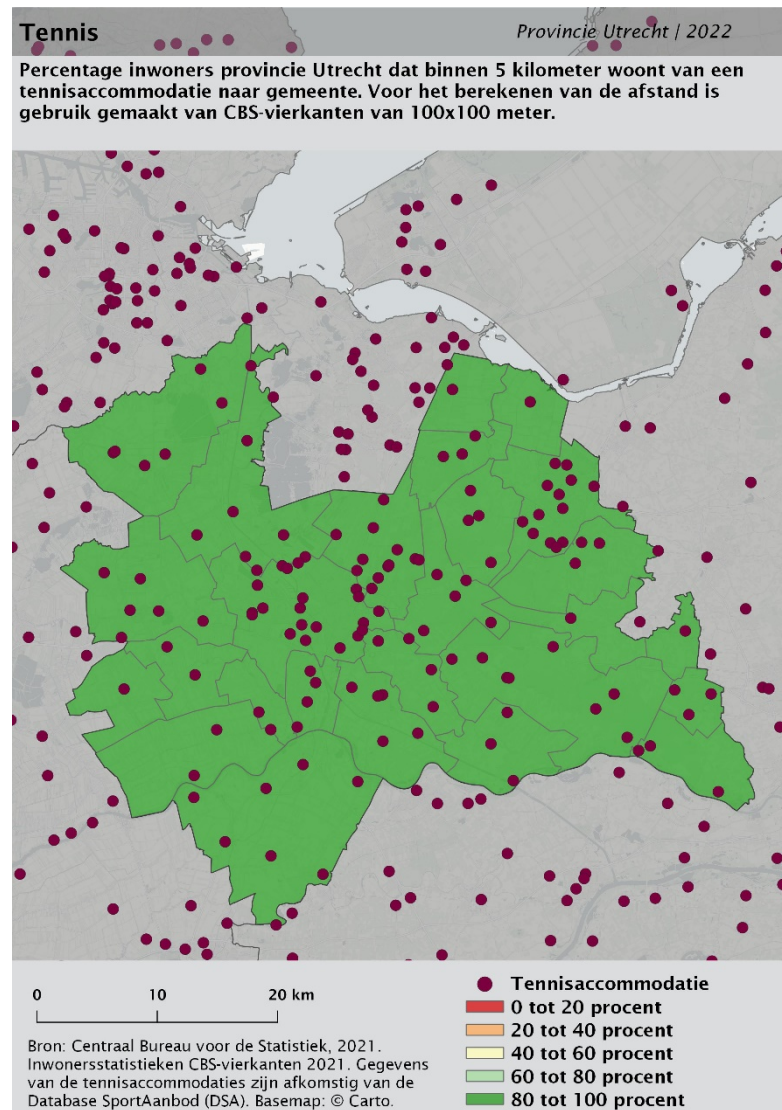 Tennis
Provincie Utrecht | 2022
Percentage inwoners provincie Utrecht dat binnen 5 kilometer woont van een
tennisaccommodatie naar gemeente. Voor het berekenen van de afstand is
gebruik gemaakt van CBS-vierkanten van 100x100 meter.
0 10 20 km
Bron: Centraal Bureau voor de Statistiek, 2021.
Inwonersstatistieken CBS-vierkanten 2021. Gegevens
van de tennisaccommodaties zijn afkomstig van de
Database SportAanbod (DSA). Basemap: © Carto.
Tennisaccommodatie
0 tot 20 procent
20 tot 40 procent
40 tot 60 procent
60 tot 80 procent
80 tot 100 procent